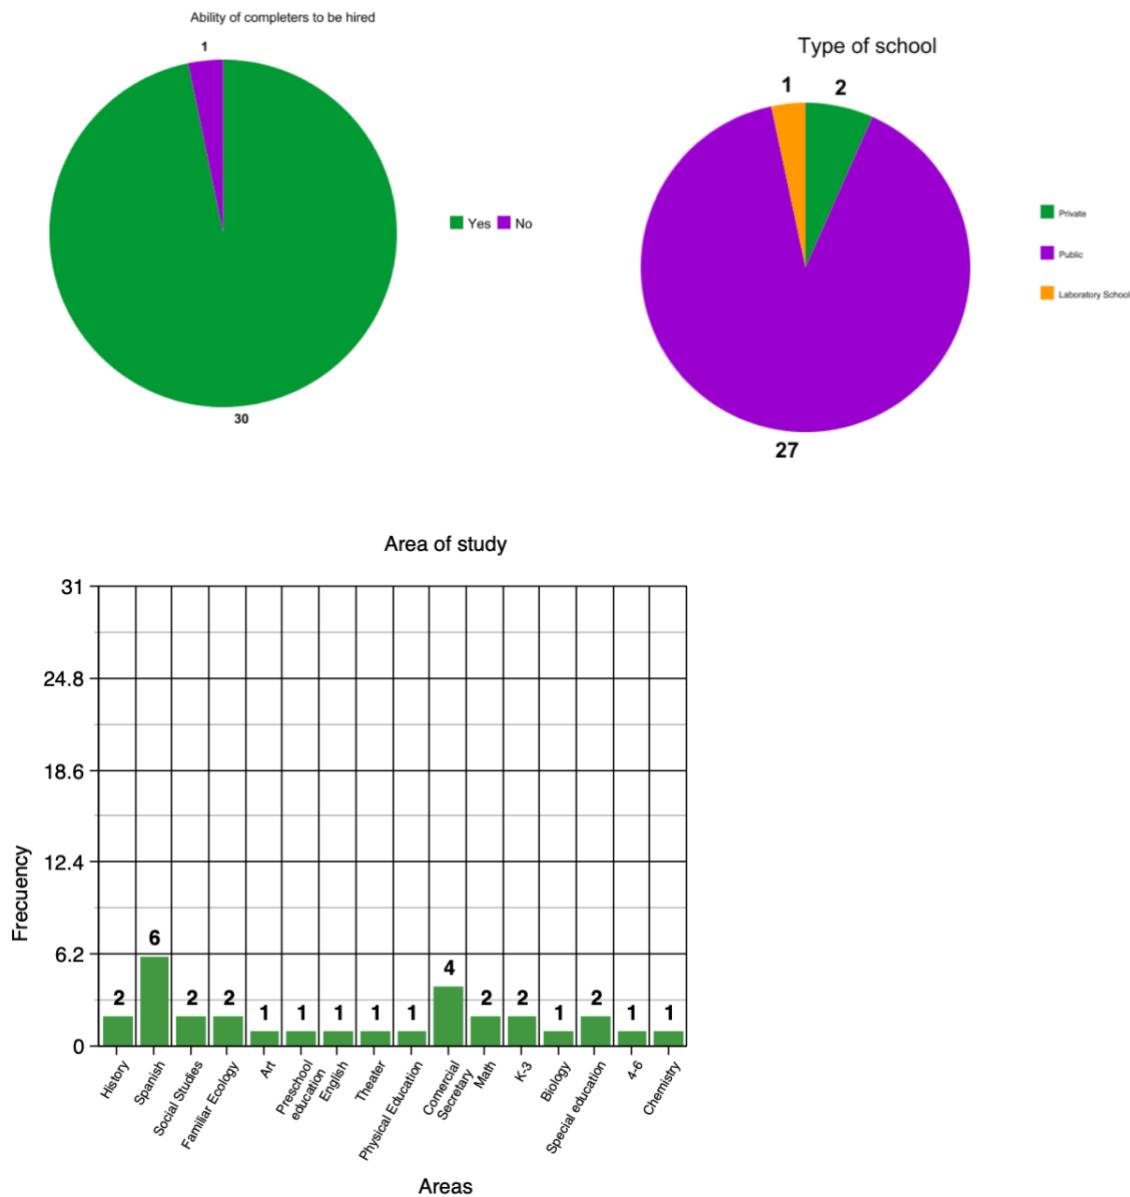 Ability of completers to be hired
1
30
Yes No
Type of school
1 2
27
Private
Public
Laboratory School
Area of study
31
24.8
18.6
12.4
6.2
0
Frecuency
2 6 2 2 1 1 1 1 1 4 2 2 1 2 1 1
History
Spanish
Social Studies
Familiar Ecology
Art
Preschool
education
English
Theater
Physical Education
Comercial
Secretary
Math
K-3
Biology
Special education
4-6
Chemistry
Areas